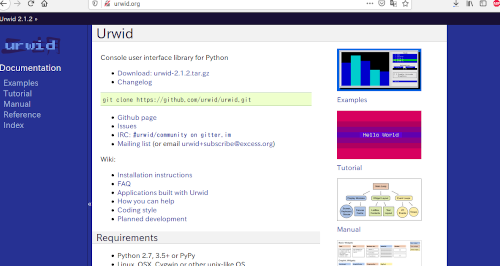 urwid.org
Urwid 2.1.2 »
urwid
Documentation
Examples
Tutorial
Manual
Reference
Index
«
Urwid
Console user interface library for Python
Download: urwid-2.1.2.tar.gz
Changelog
git clone https://github.com/urwid/urwid.git
Github page
Issues
IRC: #urwid/community on gitter.im
Mailing list (or email urwid+subscribe@excess.org)
Wiki:
Installation instructions
FAQ
Applications built with Urwid
How you can help
Coding style
Planned development
Requirements
Python 2.7, 3.5+ or PyPy
Linux, OSX, Cygwin or other unix-like OS
Examples
Hello World
Tutorial
Manual